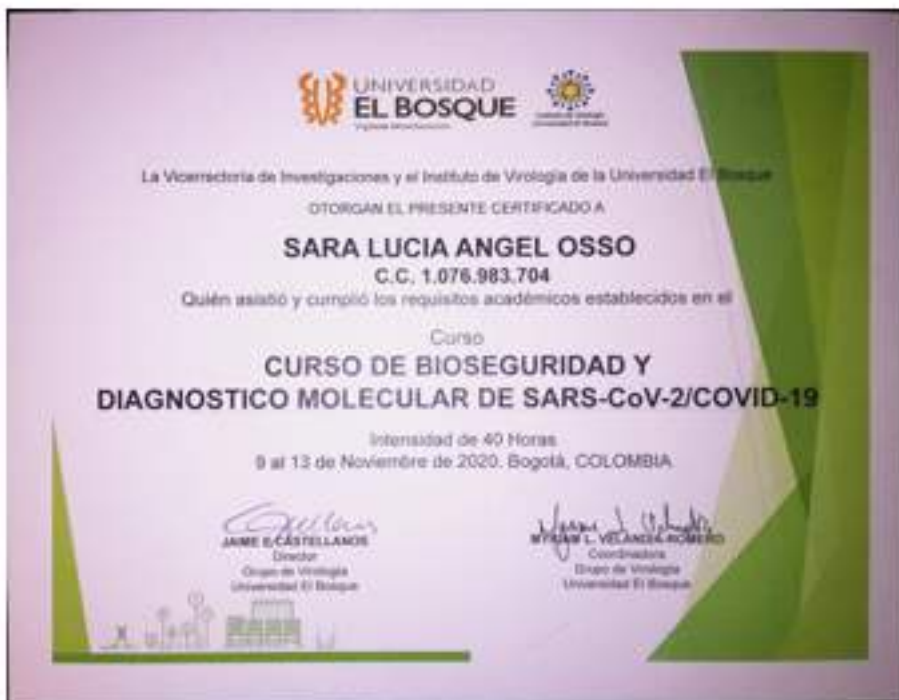 UNIVERSIDAD
EL BOSQUE
La Vicerrectoría de Investigaciones y el Instituto de Virología de la Universidad El Bosque
OTORGAN EL PRESENTE CERTIFICADO A
SARA LUCIA ANGEL OSSO
C.C. 1.076.983.704
Quién asistió y cumplió los requisitos académicos establecidos en el
Curso
CURSO DE BIOSEGURIDAD Y
DIAGNOSTICO MOLECULAR DE SARS-CoV-2/COVID-19
Intensidad de 40 Horas
9 al 13 de Noviembre de 2020. Bogotá, COLOMBIA
JAIME E CASTELLANOS
Director
Grupo de Virología
Universidad El Bosque
MYRIAM L. VELANDIA-ROMERO
Coordinadora
Grupo de Virología
Universidad El Bosque